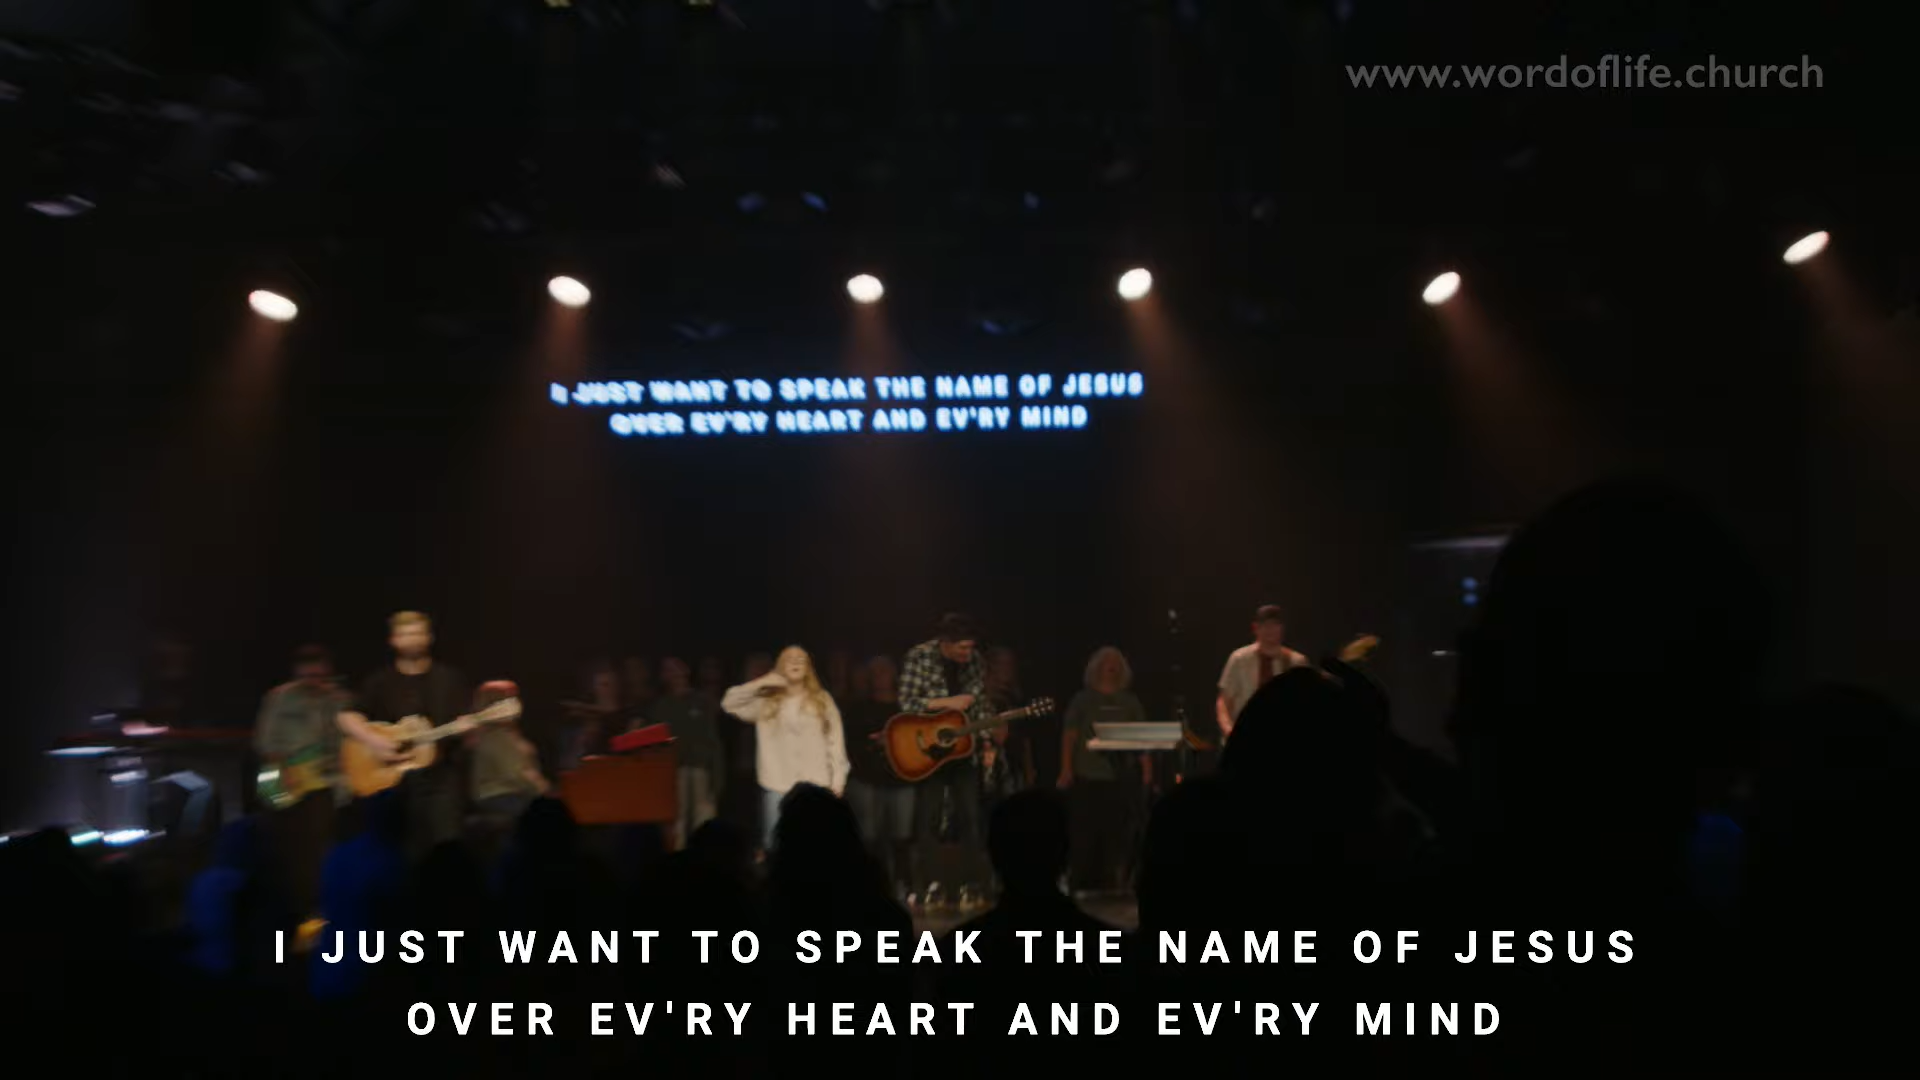 www.wordoflife.church
I JUST WANT TO SPEAK THE NAME OF JESUS
OVER EV'RY HEART AND EV'RY MIND
I JUST WANT TO SPEAK THE NAME OF JESUS
OVER EV'RY HEART AND EV'RY MIND